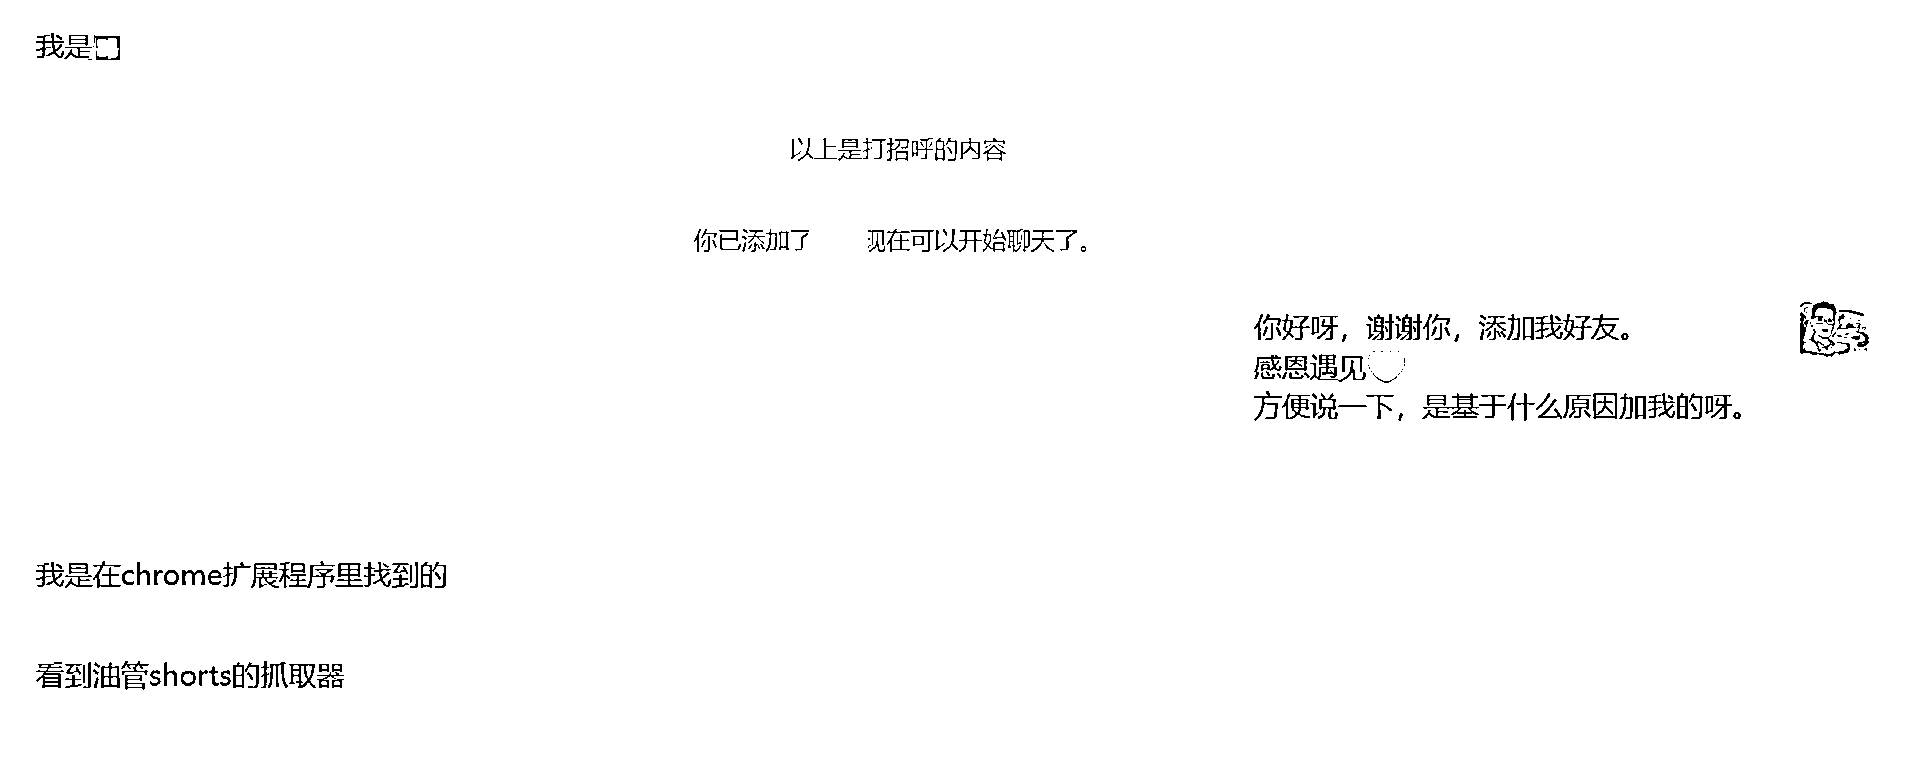 我是
以上是打招呼的内容
你已添加了 现在可以开始聊天了。
你好呀，谢谢你，添加我好友。
感恩遇见
方便说一下，是基于什么原因加我的呀。
我是在chrome扩展程序里找到的
看到油管shorts的抓取器